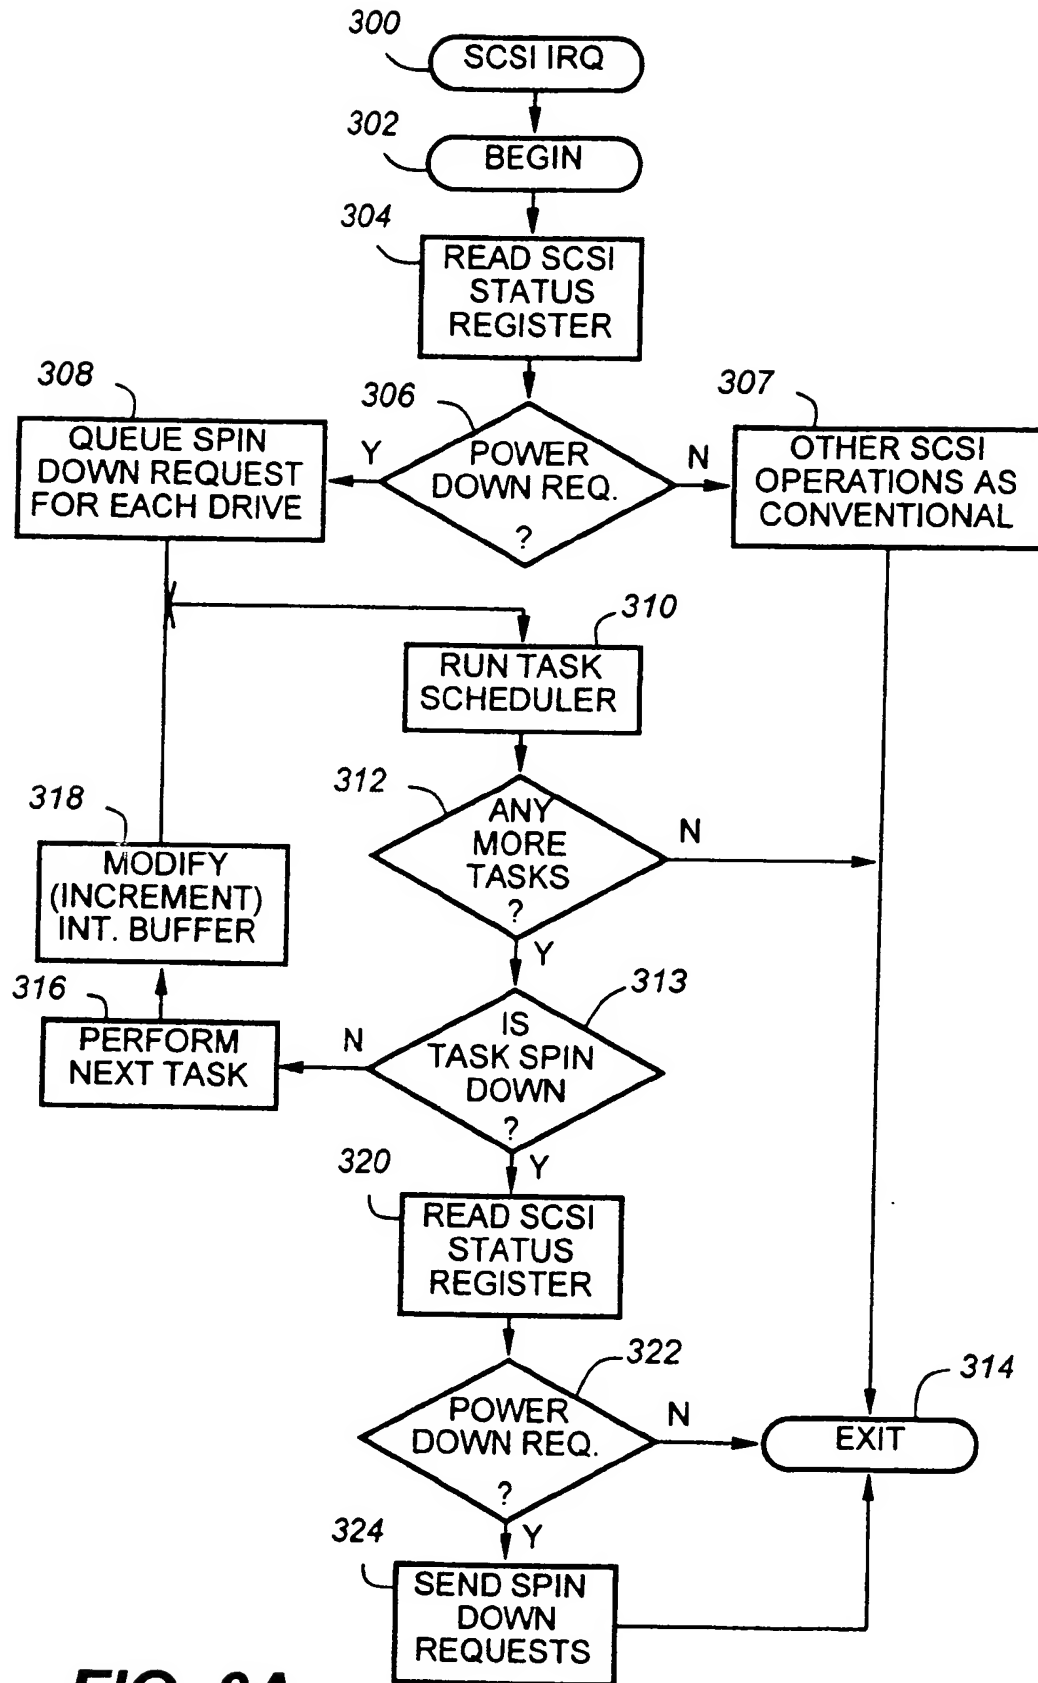 300
SCSI IRQ
302
BEGIN
304
READ SCSI
STATUS
REGISTER
308
QUEUE SPIN
DOWN REQUEST
FOR EACH DRIVE
306
POWER
DOWN REQ.
?
Y
N
307
OTHER SCSI
OPERATIONS AS
CONVENTIONAL
310
RUN TASK
SCHEDULER
312
ANY
MORE
TASKS
?
N
Y
318
MODIFY
(INCREMENT)
INT. BUFFER
316
PERFORM
NEXT TASK
313
IS
TASK SPIN
DOWN
?
N
Y
320
READ SCSI
STATUS
REGISTER
322
POWER
DOWN REQ.
?
N
Y
314
EXIT
324
SEND SPIN
DOWN
REQUESTS